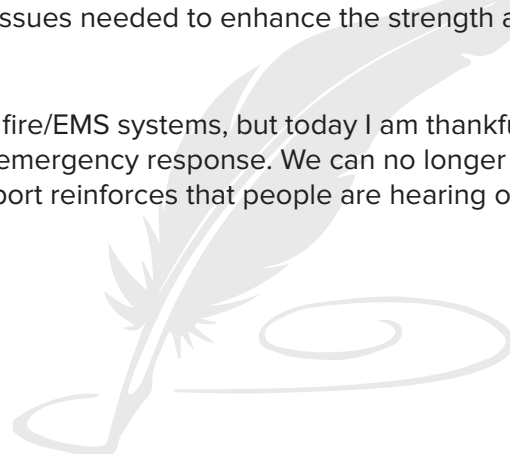 ssues needed to enhance the strength a
fire/EMS systems, but today I am thankfu
emergency response. We can no longer
port reinforces that people are hearing o